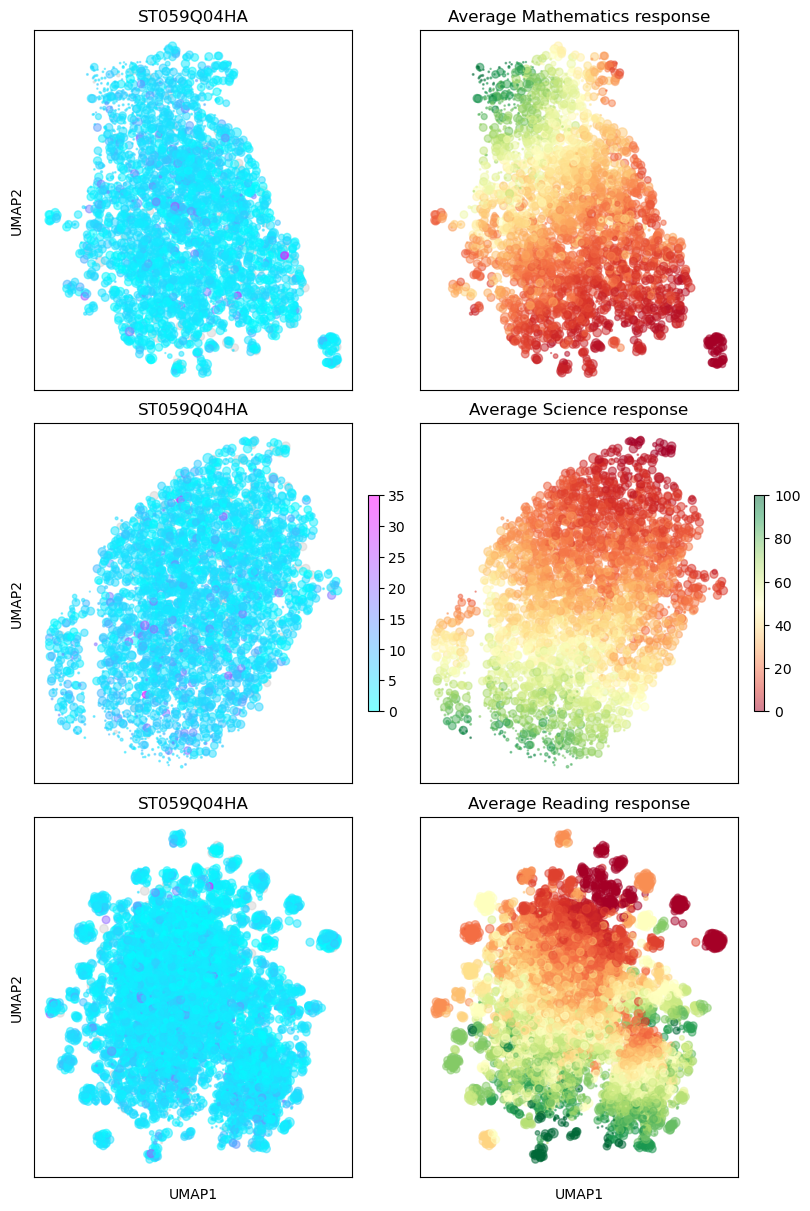 ST059Q04HA
Average Mathematics response
UMAP2
ST059Q04HA
Average Science response
UMAP2
35
30
25
20
15
10
5
0
100
80
60
40
20
0
ST059Q04HA
Average Reading response
UMAP2
UMAP1
UMAP1